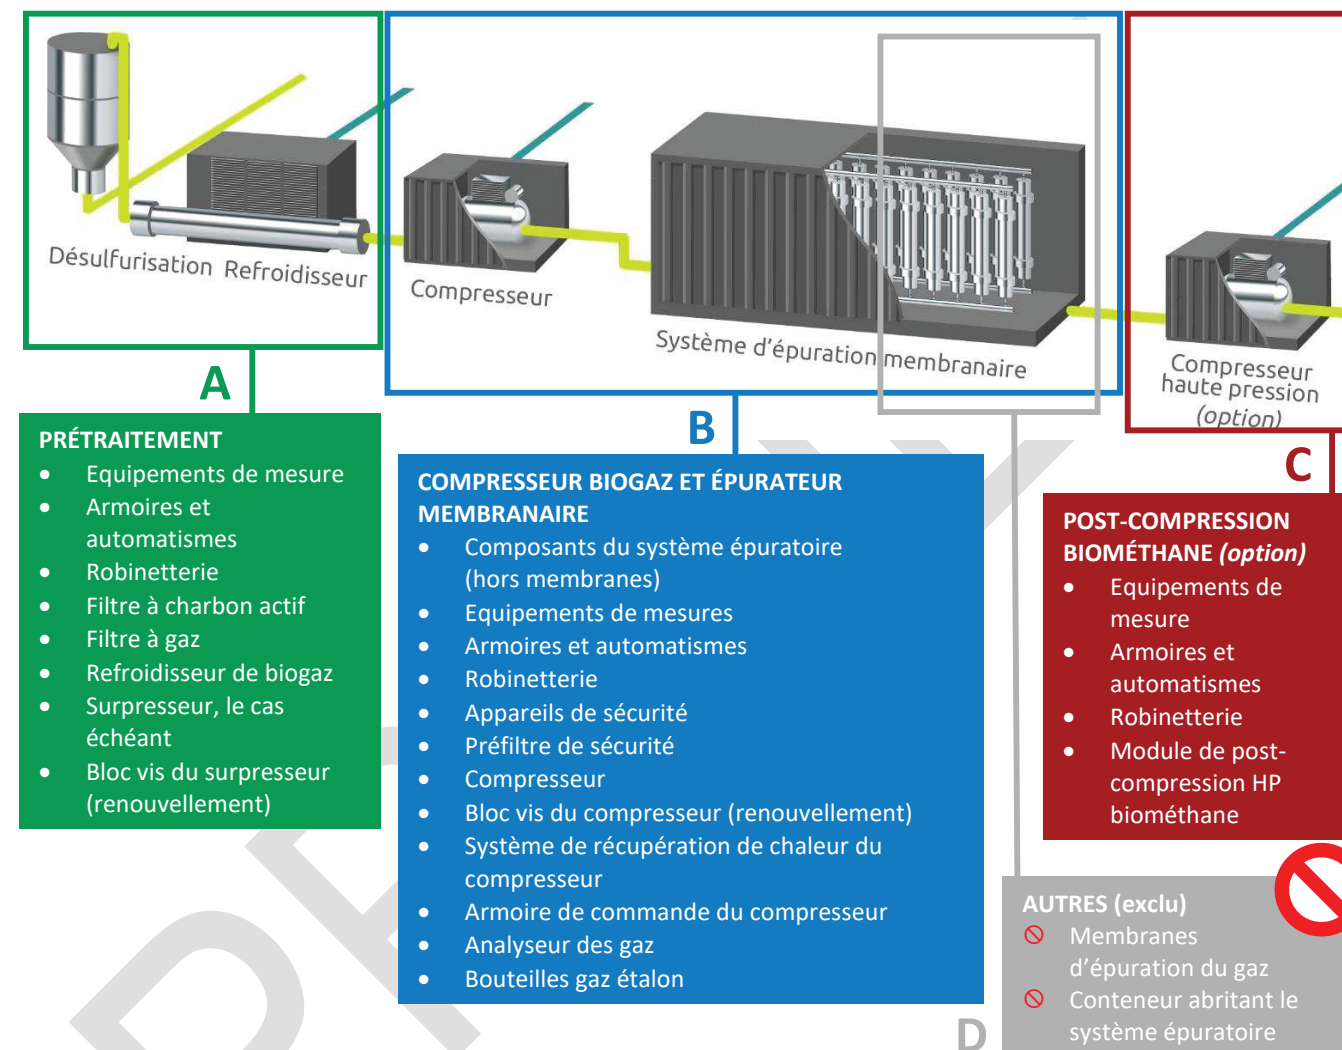 Désulfurisation Refroidisseur
Compresseur
Système d'épuration membranaire
Compresseur
haute pression
(option)
A
PRÉTRAITEMENT
• Equipements de mesure
• Armoires et
automatismes
• Robinetterie
• Filtre à charbon actif
• Filtre à gaz
• Refroidisseur de biogaz
• Surpresseur, le cas
échéant
• Bloc vis du surpresseur
(renouvellement)
B
COMPRESSEUR BIOGAZ ET ÉPURATEUR
MEMBRANAIRE
• Composants du système épuratoire
(hors membranes)
• Equipements de mesures
• Armoires et automatismes
• Robinetterie
• Appareils de sécurité
• Préfiltre de sécurité
• Compresseur
• Bloc vis du compresseur (renouvellement)
• Système de récupération de chaleur du
compresseur
• Armoire de commande du compresseur
• Analyseur des gaz
• Bouteilles gaz étalon
C
POST-COMPRESSION
BIOMÉTHANE (option)
• Equipements de
mesure
• Armoires et
automatismes
• Robinetterie
• Module de post-
compression HP
biométhane
D
AUTRES (exclu)
Membranes
d'épuration du gaz
Conteneur abritant le
système épuratoire